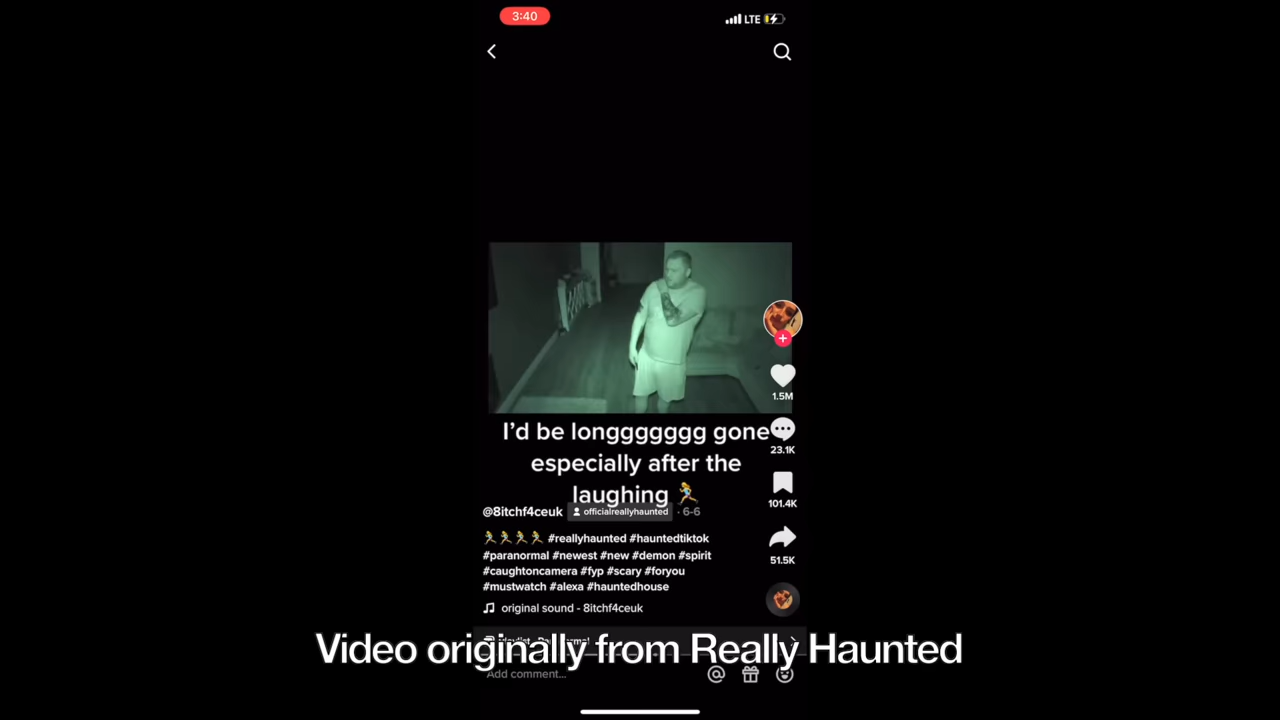 3:40
LTE
1.5M
I'd be longgggggg gone
especially after the
laughing 🏃‍♀️
23.1K
101.4K
@8itchf4ceuk officialreallyhaunted · 6-6
🏃‍♀️🏃‍♀️🏃‍♀️🏃‍♀️ #reallyhaunted #hauntedtiktok
#paranormal #newest #new #demon #spirit
#caughtoncamera #fyp #scary #foryou
#mustwatch #alexa #hauntedhouse
51.5K
original sound - 8itchf4ceuk
Video originally from Really Haunted
Add comment...